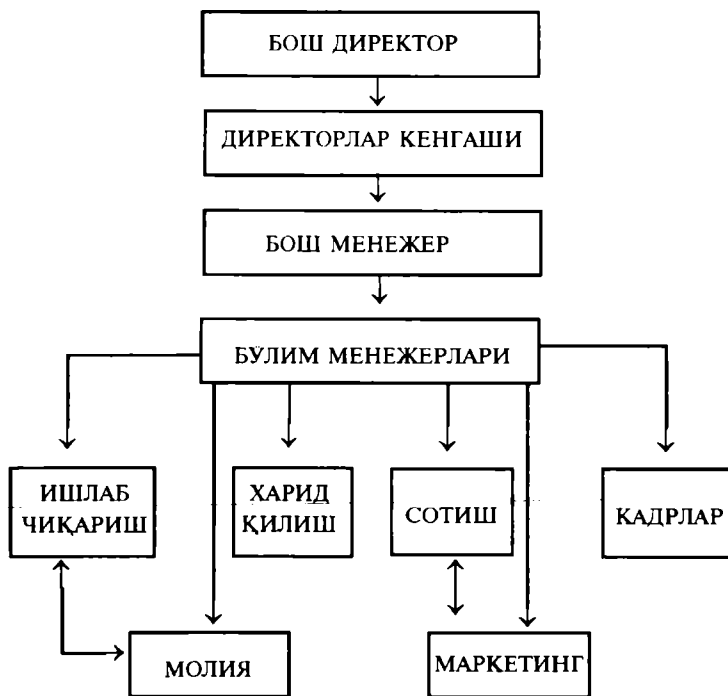 БОШ ДИРЕКТОР
ДИРЕКТОРЛАР КЕНГАШИ
БОШ МЕНЕЖЕР
БУЛИМ МЕНЕЖЕРЛАРИ
ИШЛАБ
ЧИҚАРИШ
ХАРИД
ҚИЛИШ
СОТИШ
КАДРЛАР
МОЛИЯ
МАРКЕТИНГ